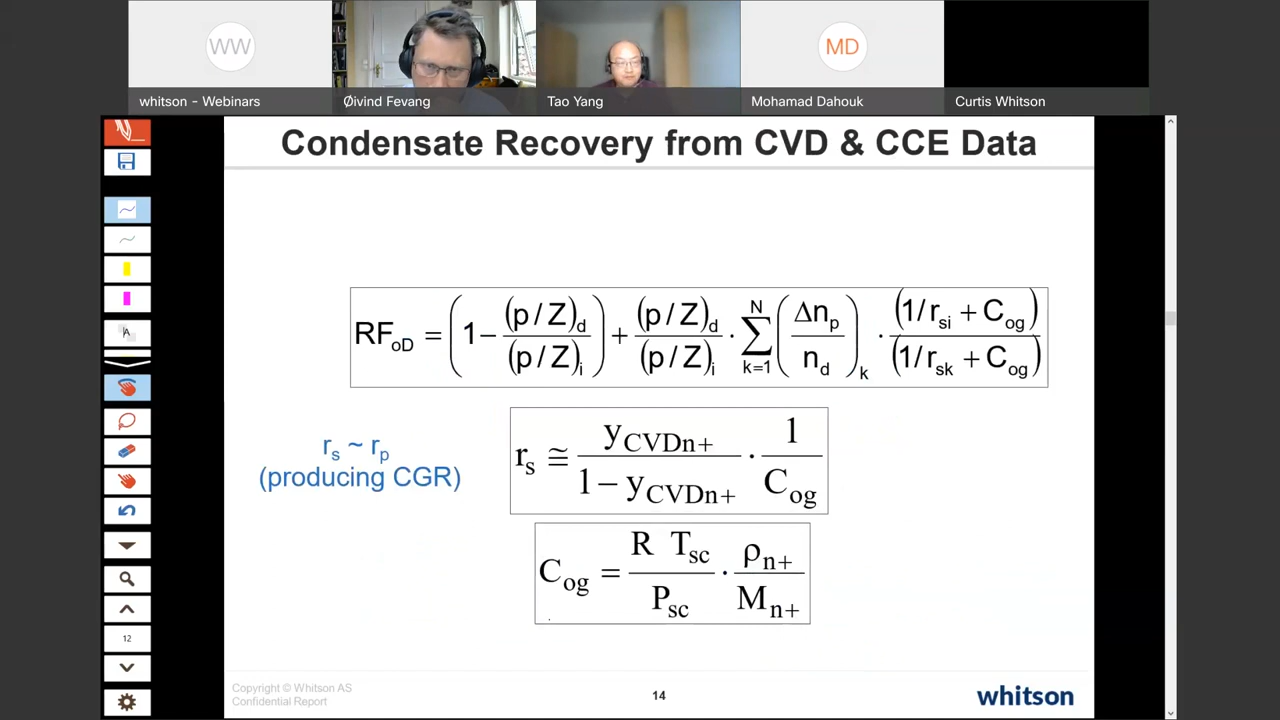 WW
MD
whitson - Webinars
Øivind Fevang
Tao Yang
Mohamad Dahouk
Curtis Whitson
Condensate Recovery from CVD & CCE Data
RF_oD = (1 − (p/Z)_d / (p/Z)_i) + (p/Z)_d / (p/Z)_i · ∑_{k=1}^{N} (Δn_p / n_d)_k · (1/r_si + C_og) / (1/r_sk + C_og)
r_s ~ r_p
(producing CGR)
r_s ≅ y_CVDn+ / (1 − y_CVDn+) · 1 / C_og
C_og = R T_sc / P_sc · ρ_n+ / M_n+
A
12
Copyright © Whitson AS
Confidential Report
14
whitson